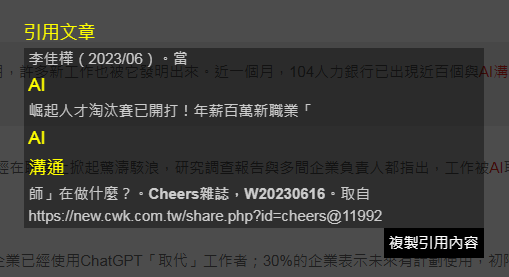 引用文章
李佳樺（2023/06）。當
月，許多新工作也被它發明出來。近一個月，104人力銀行已出現近百個與AI溝
AI
崛起人才淘汰賽已開打！年薪百萬新職業「
AI
溝通
掀起驚濤駭浪，研究調查報告與多間企業負責人都指出，工作被AI
師」在做什麼？。Cheers雜誌，W20230616。取自
https://new.cwk.com.tw/share.php?id=cheers@11992
複製引用內容
企業已經使用ChatGPT「取代」工作者；30%的企業表示未來有計劃使用，初